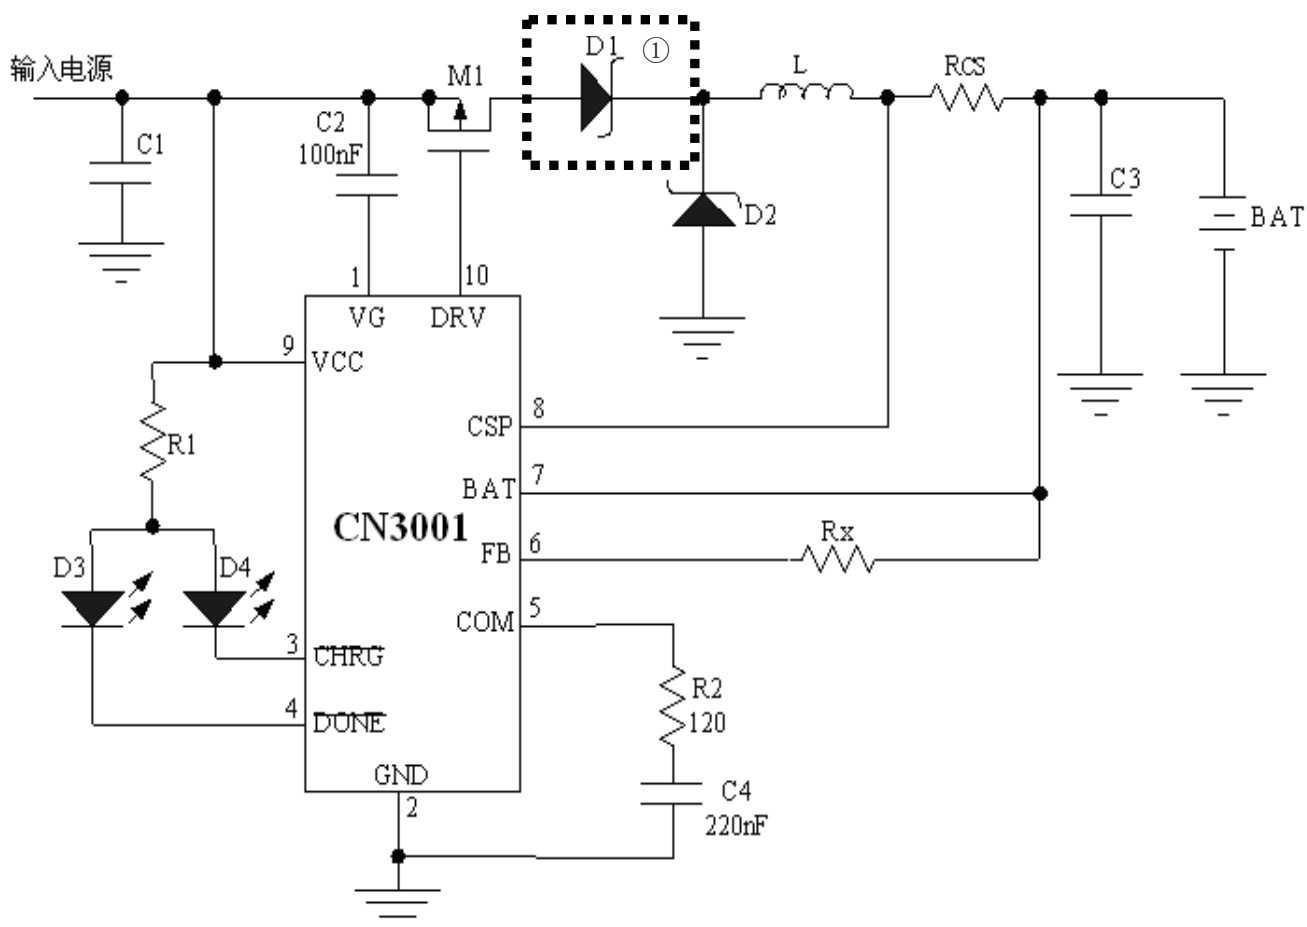 输入电源
D1
①
M1
L
RCS
C1
C2
100nF
C3
D2
BAT
1
10
VG
DRV
9
VCC
8
CSP
R1
7
BAT
CN3001
6
FB
Rx
D3
D4
5
COM
3
CHRG
R2
120
4
DONE
GND
2
C4
220nF